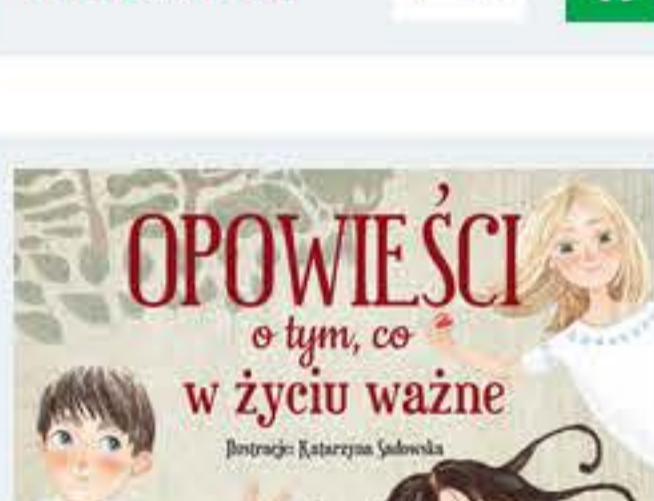 OPOWIEŚCI
o tym, co
w życiu ważne
Ilustracje: Katarzyna Sadowska